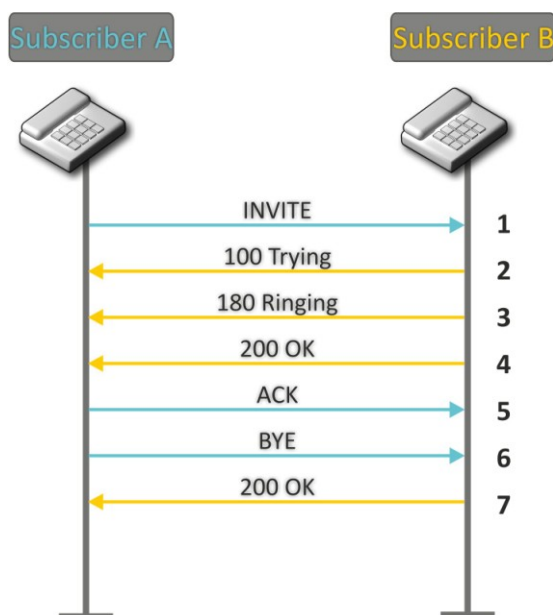 Subscriber A
Subscriber B
INVITE
1
100 Trying
2
180 Ringing
3
200 OK
4
ACK
5
BYE
6
200 OK
7